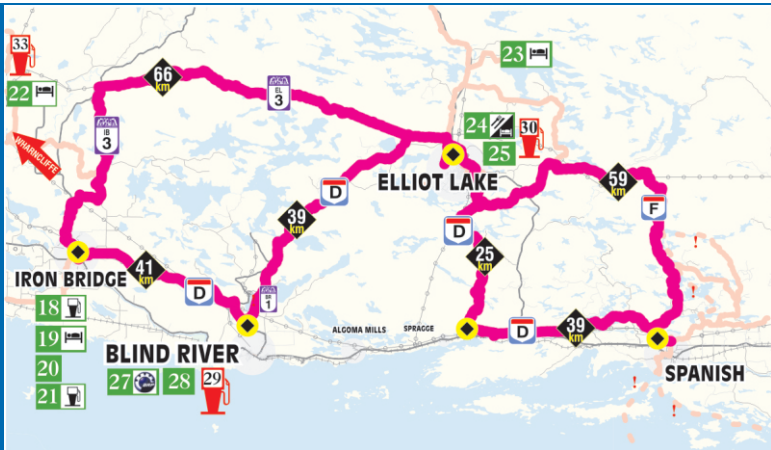 33
66
km
EL
3
23
22
IB
3
24
30
25
WHARNCLIFFE
ELLIOT LAKE
D
59
km
39
km
F
D
25
km
IRON BRIDGE
41
km
D
BR
1
18
ALGOMA MILLS
SPRAGGE
D
39
km
19
BLIND RIVER
SPANISH
20
27
28
29
21
!
!
!
!
!